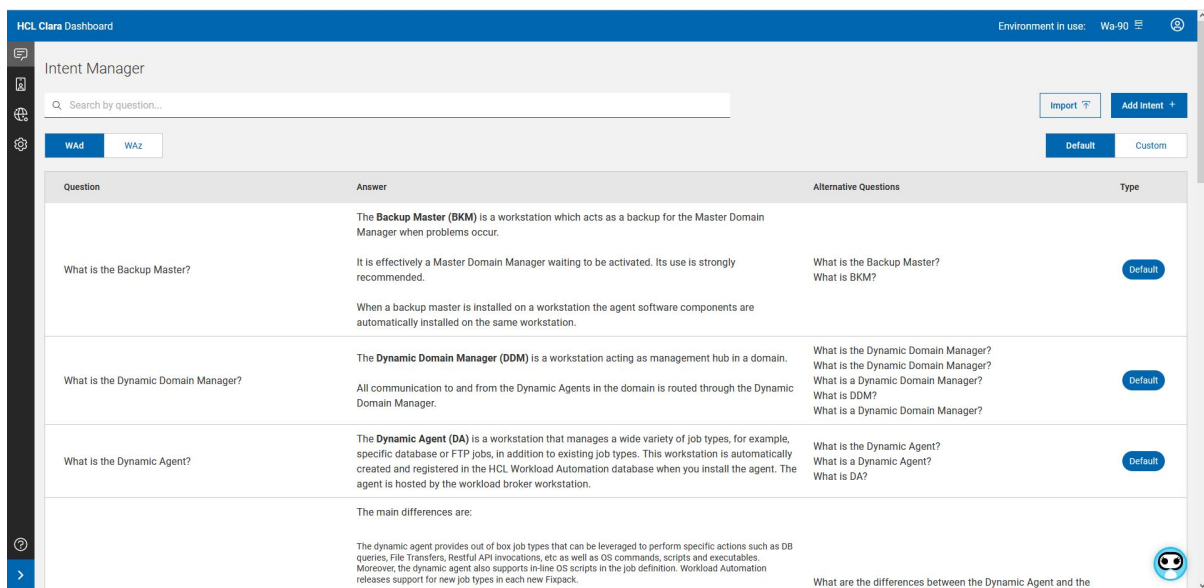 HCL Clara Dashboard
Environment in use: Wa-90
Intent Manager
Search by question...
Import
Add Intent +
WAd
WAz
Default
Custom
Question
Answer
Alternative Questions
Type
What is the Backup Master?
The Backup Master (BKM) is a workstation which acts as a backup for the Master Domain
Manager when problems occur.
It is effectively a Master Domain Manager waiting to be activated. Its use is strongly
recommended.
When a backup master is installed on a workstation the agent software components are
automatically installed on the same workstation.
What is the Backup Master?
What is BKM?
Default
What is the Dynamic Domain Manager?
The Dynamic Domain Manager (DDM) is a workstation acting as management hub in a domain.
All communication to and from the Dynamic Agents in the domain is routed through the Dynamic
Domain Manager.
What is the Dynamic Domain Manager?
What is the Dynamic Domain Manager?
What is a Dynamic Domain Manager?
What is DDM?
What is a Dynamic Domain Manager?
Default
What is the Dynamic Agent?
The Dynamic Agent (DA) is a workstation that manages a wide variety of job types, for example,
specific database or FTP jobs, in addition to existing job types. This workstation is automatically
created and registered in the HCL Workload Automation database when you install the agent. The
agent is hosted by the workload broker workstation.
What is the Dynamic Agent?
What is a Dynamic Agent?
What is DA?
Default
The main differences are:
The dynamic agent provides out of box job types that can be leveraged to perform specific actions such as DB
queries, File Transfers, Restful API invocations, etc as well as OS commands, scripts and executables.
Moreover, the dynamic agent also supports in-line OS scripts in the job definition. Workload Automation
releases support for new job types in each new Fixpack.
What are the differences between the Dynamic Agent and the